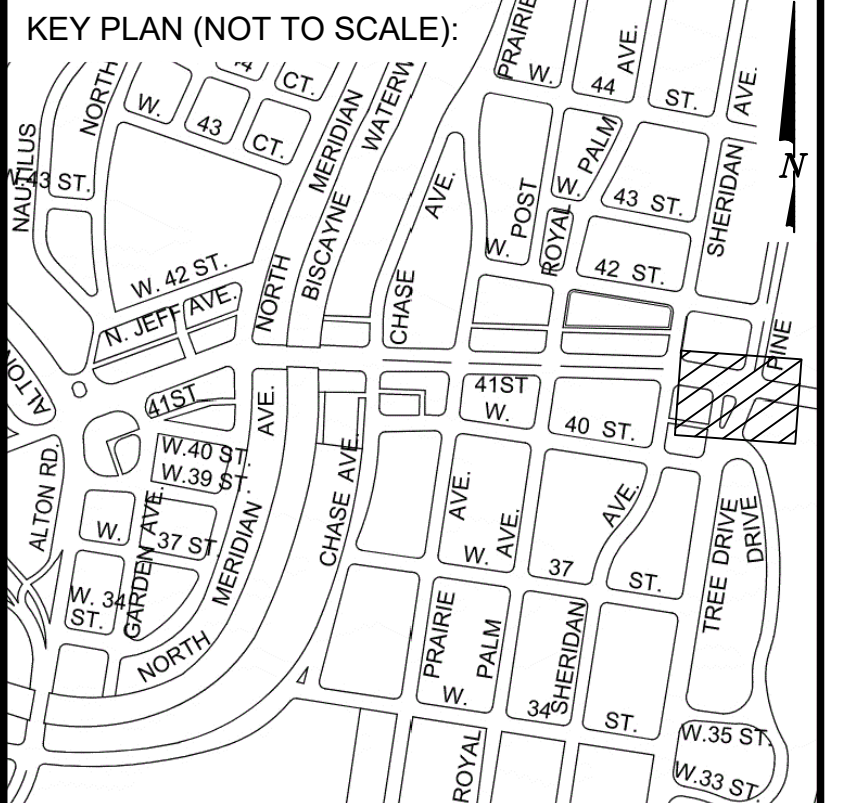 KEY PLAN (NOT TO SCALE):
PRAIRIE
W.
44
AVE.
ST.
AVE.
N
NORTH
W.
43
CT.
CT.
MERIDIAN
NAUTILUS
W. 43 ST.
POST
W.
PALM
W.
ROYAL
43 ST.
SHERIDAN
AVE.
BISCAYNE
NORTH
CHASE
W. 42 ST.
42 ST.
N. JEFF AVE.
PINE
ALTON
41ST
AVE.
41ST
W.
40 ST.
W.40 ST.
W.39 ST.
ALTON RD.
W.
GARDEN AVE.
37 ST.
MERIDIAN
CHASE AVE.
AVE.
W.
AVE.
37
AVE.
ST.
TREE DRIVE
DRIVE
W. 34
ST.
NORTH
PRAIRIE
W.
PALM
34
SHERIDAN
ST.
ROYAL
W.35 ST.
W.33 ST.